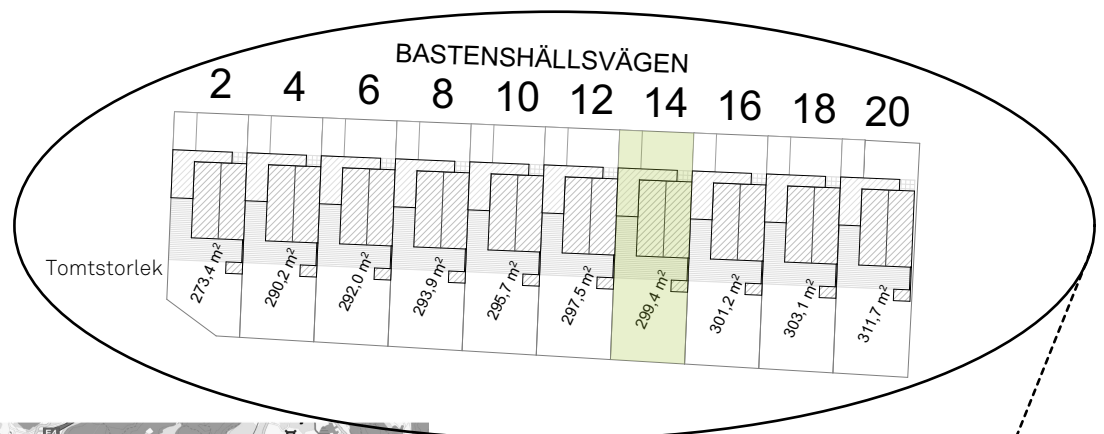 BASTENSHÄLLSVÄGEN
2 4 6 8 10 12 14 16 18 20
Tomtstorlek
273,4 m² 290,2 m² 292,0 m² 293,9 m² 295,7 m² 297,5 m² 299,4 m² 301,2 m² 303,1 m² 311,7 m²
E4